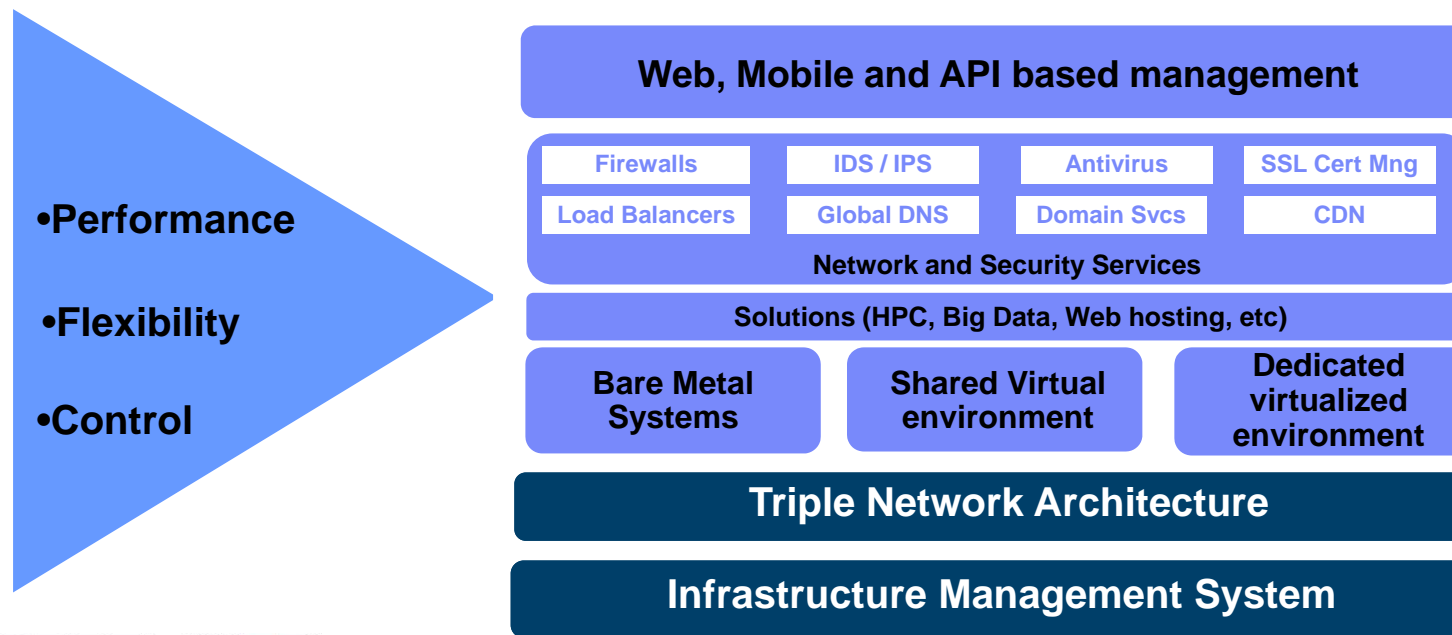 •Performance
•Flexibility
•Control
Web, Mobile and API based management
Firewalls
IDS / IPS
Antivirus
SSL Cert Mng
Load Balancers
Global DNS
Domain Svcs
CDN
Network and Security Services
Solutions (HPC, Big Data, Web hosting, etc)
Bare Metal
Systems
Shared Virtual
environment
Dedicated
virtualized
environment
Triple Network Architecture
Infrastructure Management System